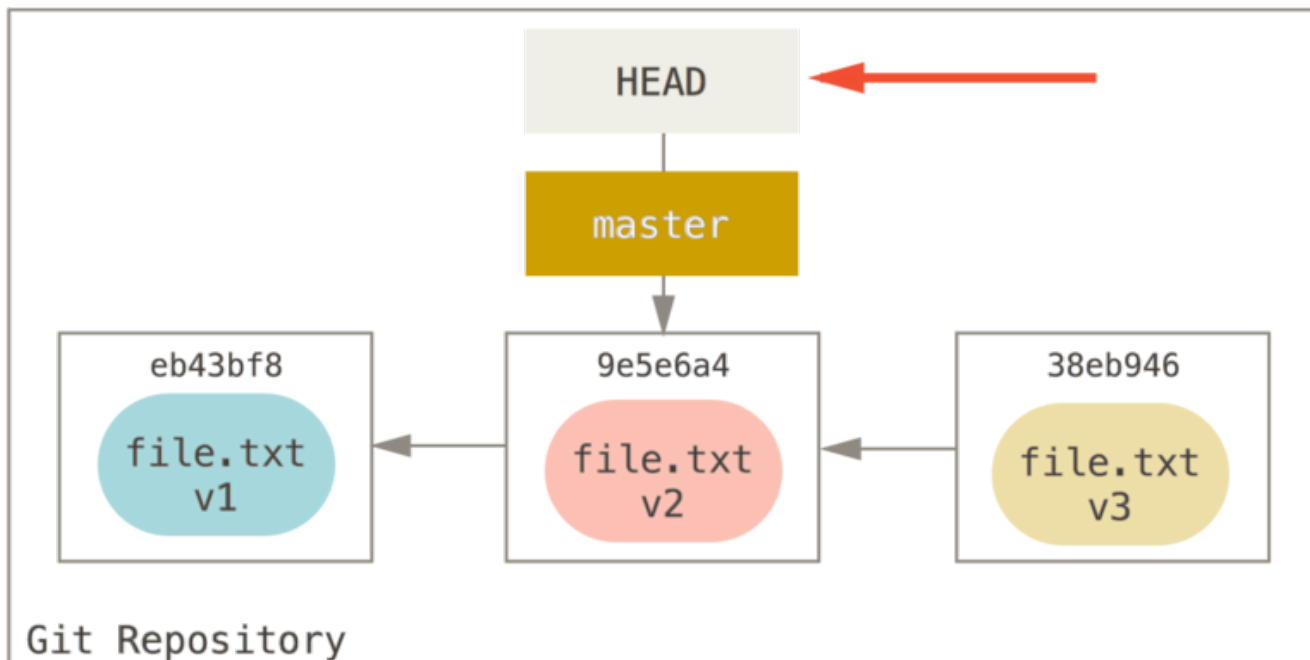 HEAD
master
eb43bf8
file.txt
v1
9e5e6a4
file.txt
v2
38eb946
file.txt
v3
Git Repository